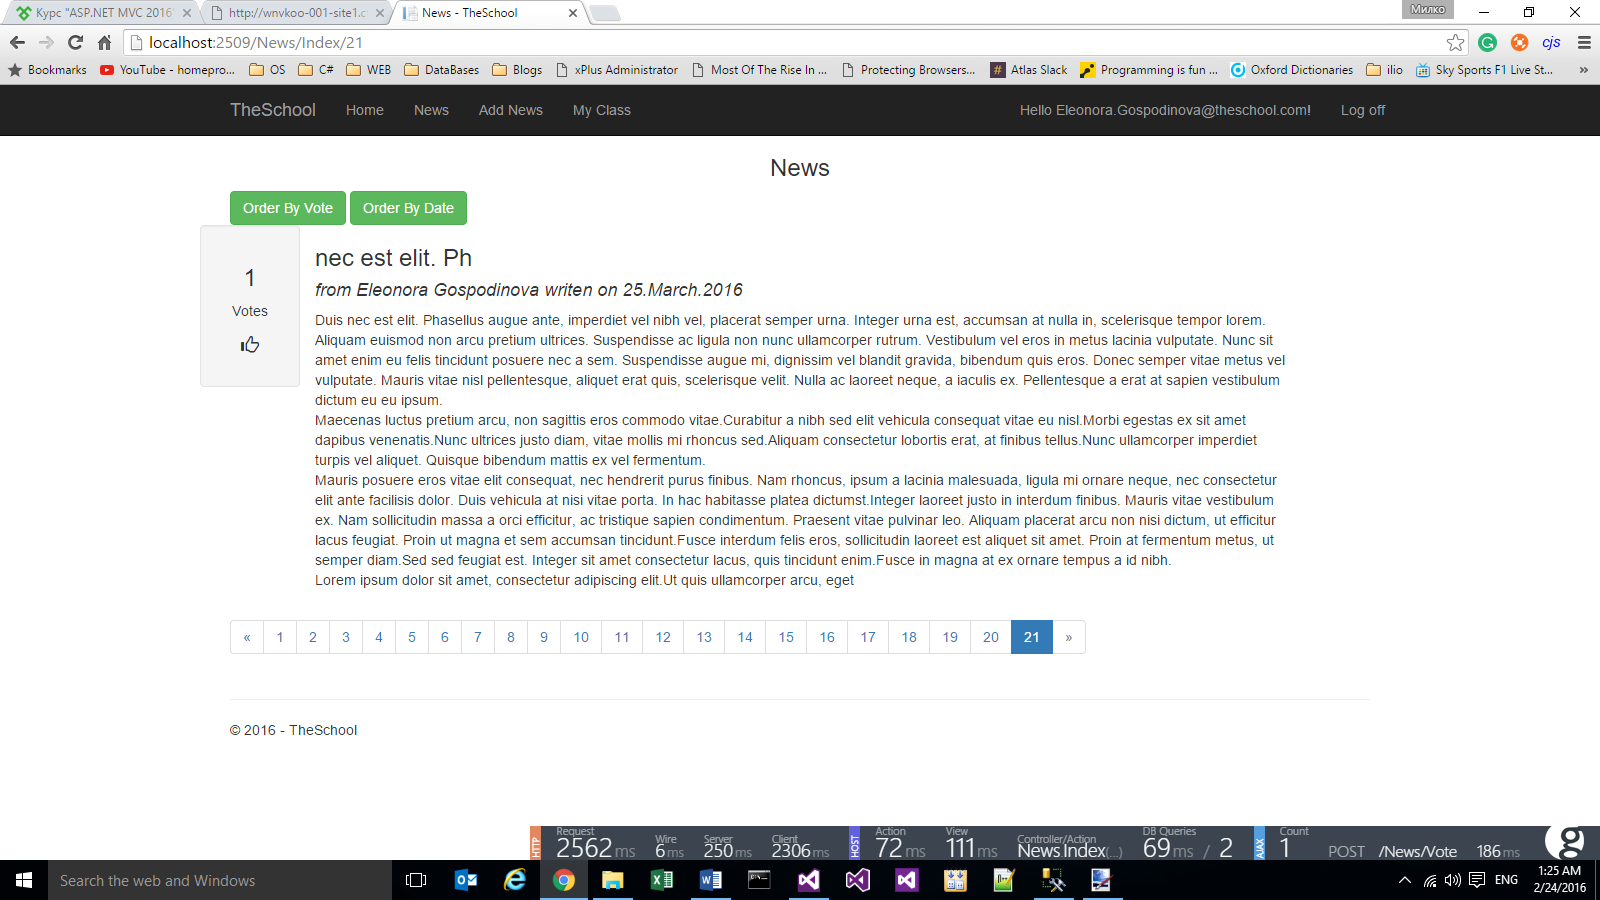 Курс "ASP.NET MVC 2016"
http://wnvkoo-001-site1.c
News - TheSchool
Милко
localhost:2509/News/Index/21
cjs
Bookmarks
YouTube - homepro...
OS
C#
WEB
DataBases
Blogs
xPlus Administrator
Most Of The Rise In ...
Protecting Browsers...
Atlas Slack
Programming is fun ...
Oxford Dictionaries
ilio
Sky Sports F1 Live St...
»
TheSchool
Home
News
Add News
My Class
Hello Eleonora.Gospodinova@theschool.com!
Log off
News
Order By Vote
Order By Date
1
Votes
nec est elit. Ph
from Eleonora Gospodinova writen on 25.March.2016
Duis nec est elit. Phasellus augue ante, imperdiet vel nibh vel, placerat semper urna. Integer urna est, accumsan at nulla in, scelerisque tempor lorem.
Aliquam euismod non arcu pretium ultrices. Suspendisse ac ligula non nunc ullamcorper rutrum. Vestibulum vel eros in metus lacinia vulputate. Nunc sit
amet enim eu felis tincidunt posuere nec a sem. Suspendisse augue mi, dignissim vel blandit gravida, bibendum quis eros. Donec semper vitae metus vel
vulputate. Mauris vitae nisl pellentesque, aliquet erat quis, scelerisque velit. Nulla ac laoreet neque, a iaculis ex. Pellentesque a erat at sapien vestibulum
dictum eu eu ipsum.
Maecenas luctus pretium arcu, non sagittis eros commodo vitae.Curabitur a nibh sed elit vehicula consequat vitae eu nisl.Morbi egestas ex sit amet
dapibus venenatis.Nunc ultrices justo diam, vitae mollis mi rhoncus sed.Aliquam consectetur lobortis erat, at finibus tellus.Nunc ullamcorper imperdiet
turpis vel aliquet. Quisque bibendum mattis ex vel fermentum.
Mauris posuere eros vitae elit consequat, nec hendrerit purus finibus. Nam rhoncus, ipsum a lacinia malesuada, ligula mi ornare neque, nec consectetur
elit ante facilisis dolor. Duis vehicula at nisi vitae porta. In hac habitasse platea dictumst.Integer laoreet justo in interdum finibus. Mauris vitae vestibulum
ex. Nam sollicitudin massa a orci efficitur, ac tristique sapien condimentum. Praesent vitae pulvinar leo. Aliquam placerat arcu non nisi dictum, ut efficitur
lacus feugiat. Proin ut magna et sem accumsan tincidunt.Fusce interdum felis eros, sollicitudin laoreet est aliquet sit amet. Proin at fermentum metus, ut
semper diam.Sed sed feugiat est. Integer sit amet consectetur lacus, quis tincidunt enim.Fusce in magna at ex ornare tempus a id nibh.
Lorem ipsum dolor sit amet, consectetur adipiscing elit.Ut quis ullamcorper arcu, eget
« 1 2 3 4 5 6 7 8 9 10 11 12 13 14 15 16 17 18 19 20 21 »
© 2016 - TheSchool
HTTP
Request
2562 ms
Wire
6 ms
Server
250 ms
Client
2306 ms
HOST
Action
72 ms
View
111 ms
Controller/Action
News.Index(...)
DB Queries
69 ms / 2
AJAX
Count
1
POST /News/Vote 186 ms
g
Search the web and Windows
ENG
1:25 AM
2/24/2016